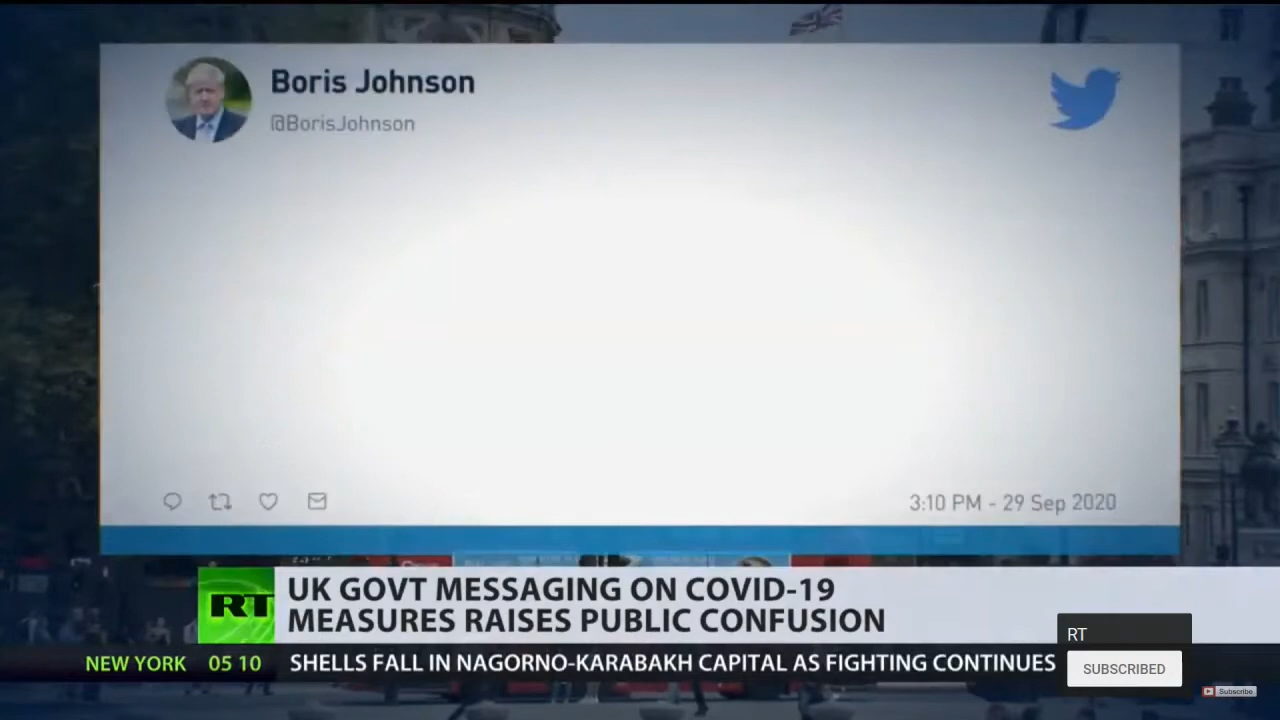 Boris Johnson
@BorisJohnson
3:10 PM - 29 Sep 2020
RT
UK GOVT MESSAGING ON COVID-19
MEASURES RAISES PUBLIC CONFUSION
NEW YORK 05 10
SHELLS FALL IN NAGORNO-KARABAKH CAPITAL AS FIGHTING CONTINUES
RT
SUBSCRIBED
Subscribe